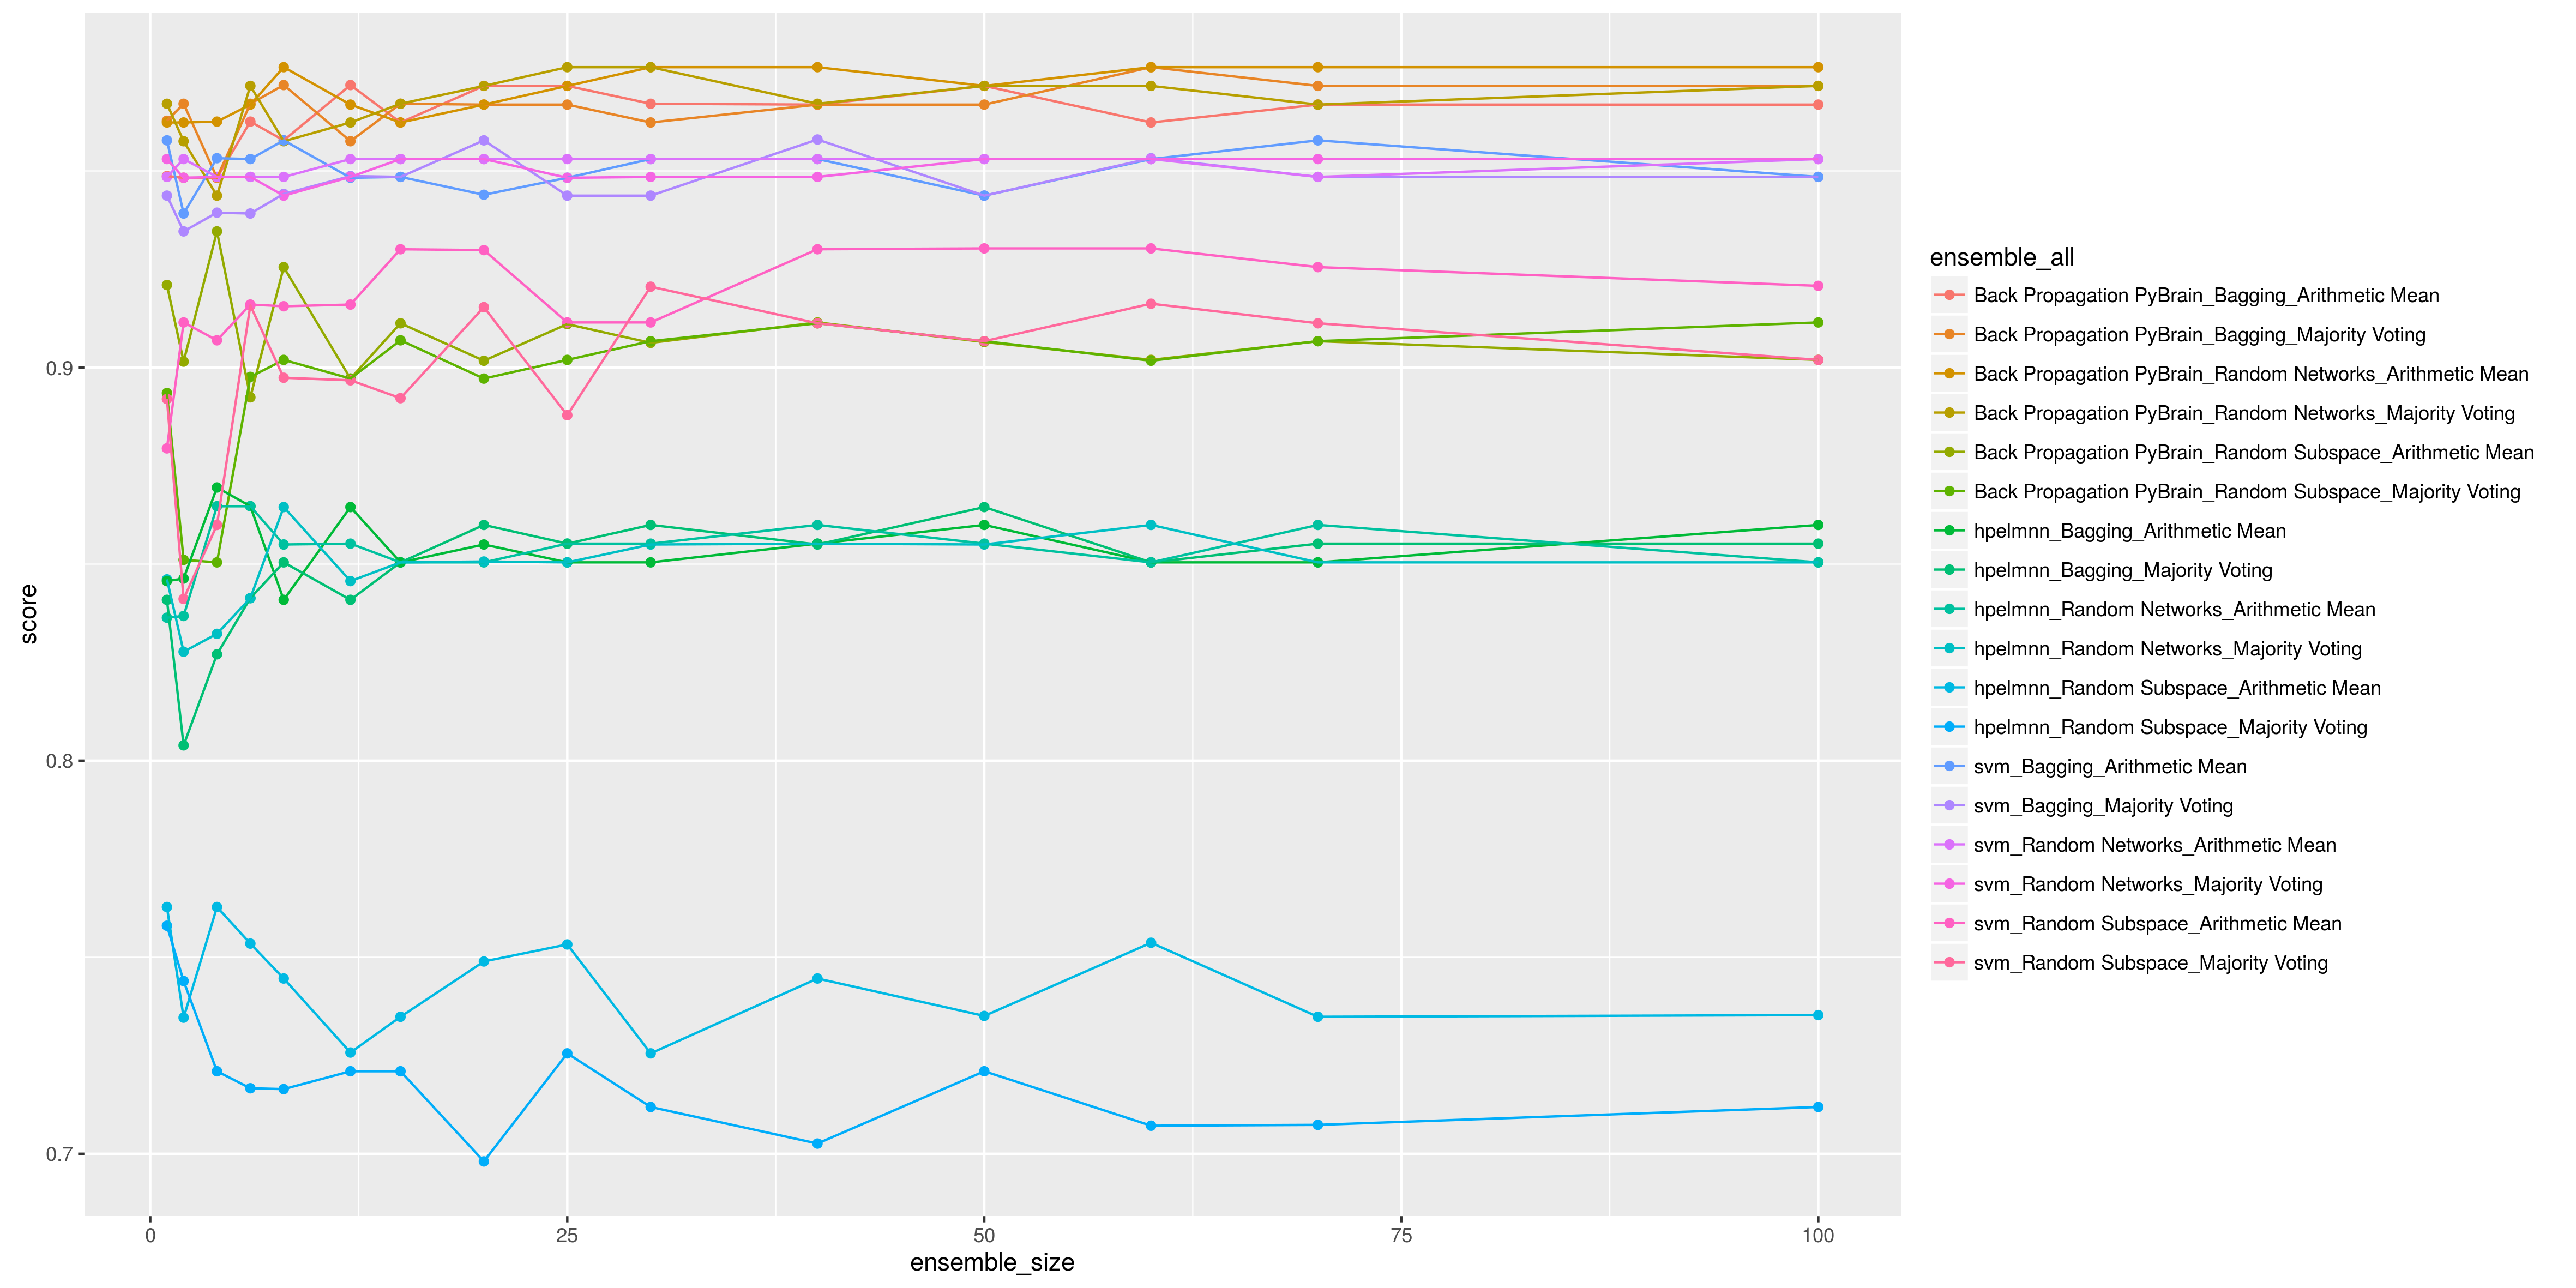 0.9
0.8
0.7
score
0
25
50
75
100
ensemble_size
ensemble_all
Back Propagation PyBrain_Bagging_Arithmetic Mean
Back Propagation PyBrain_Bagging_Majority Voting
Back Propagation PyBrain_Random Networks_Arithmetic Mean
Back Propagation PyBrain_Random Networks_Majority Voting
Back Propagation PyBrain_Random Subspace_Arithmetic Mean
Back Propagation PyBrain_Random Subspace_Majority Voting
hpelmnn_Bagging_Arithmetic Mean
hpelmnn_Bagging_Majority Voting
hpelmnn_Random Networks_Arithmetic Mean
hpelmnn_Random Networks_Majority Voting
hpelmnn_Random Subspace_Arithmetic Mean
hpelmnn_Random Subspace_Majority Voting
svm_Bagging_Arithmetic Mean
svm_Bagging_Majority Voting
svm_Random Networks_Arithmetic Mean
svm_Random Networks_Majority Voting
svm_Random Subspace_Arithmetic Mean
svm_Random Subspace_Majority Voting